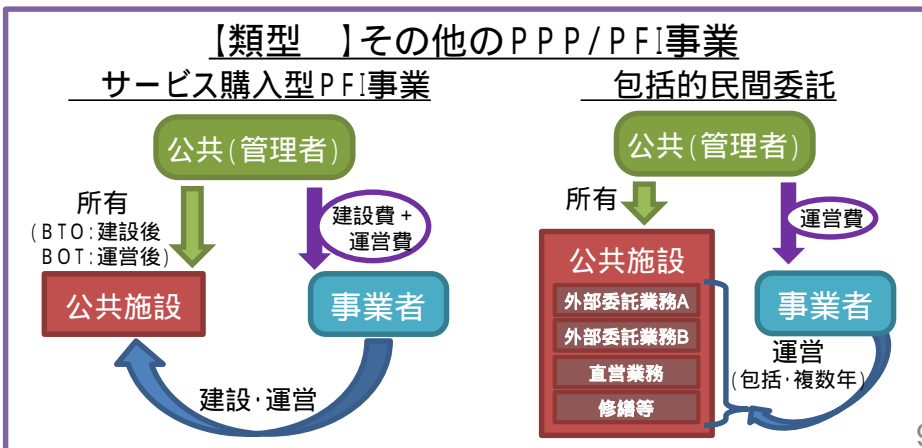 【類型　】その他のPPP/PFI事業
サービス購入型PFI事業
公共(管理者)
所有
(BTO:建設後
BOT:運営後)
建設費+
運営費
公共施設
事業者
建設・運営
包括的民間委託
公共(管理者)
所有
運営費
公共施設
外部委託業務A
外部委託業務B
直営業務
修繕等
事業者
運営
(包括・複数年)